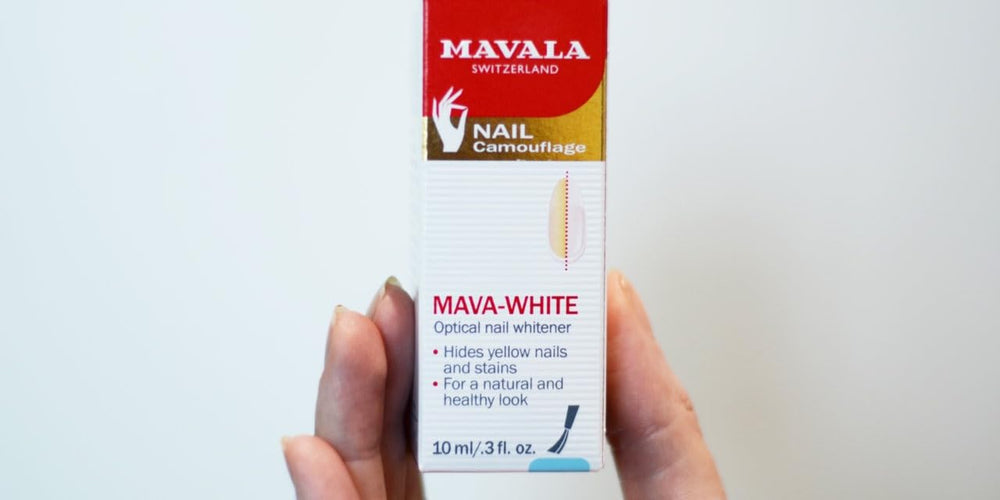 MAVALA
SWITZERLAND
NAIL
Camouflage
MAVA-WHITE
Optical nail whitener
• Hides yellow nails
and stains
• For a natural and
healthy look
10 ml/.3 fl. oz.